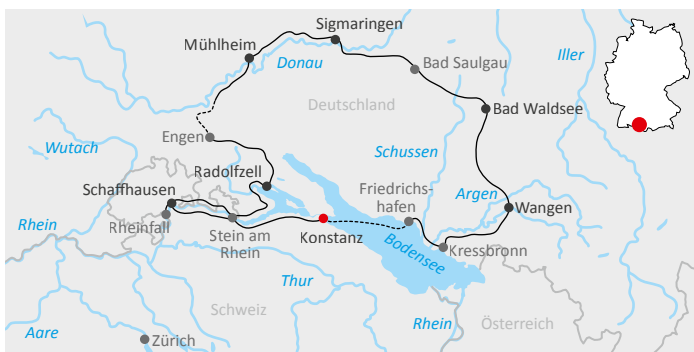 Sigmaringen
Mühlheim
Donau
Bad Saulgau
Iller
Deutschland
Bad Waldsee
Engen
Wutach
Schussen
Radolfzell
Schaffhausen
Friedrichs-
hafen
Argen
Wangen
Rhein
Rheinfall
Stein am
Rhein
Konstanz
Bodensee
Kressbronn
Thur
Schweiz
Rhein
Österreich
Aare
Zürich